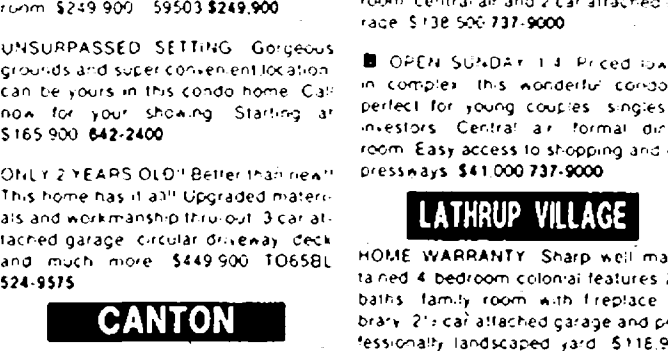 room $249,900 59503 $249,900
UNSURPASSED SETTING Gorgeous
grounds and super convenient location
can be yours in this condo home. Call
now for your showing Starting at
$165,900 642-2400
ONLY 2 YEARS OLD!! Better than new!!
This home has it all! Upgraded materi-
als and workmanship thru-out 3 car at-
tached garage circular driveway deck
and much more $449,900 TO65BL
524-9575
CANTON
room central air and 2 car attached
rage $138,500 737-9000
OPEN SUNDAY 1-4 Priced low
in complex this wonderful condo
perfect for young couples singles
investors Central air formal din
room Easy access to shopping and
pressways $41,000 737-9000
LATHRUP VILLAGE
HOME WARRANTY Sharp well ma
tained 4 bedroom colonial features 2
baths family room with fireplace
brary 2½ car attached garage and p
fessionally landscaped yard $116,9